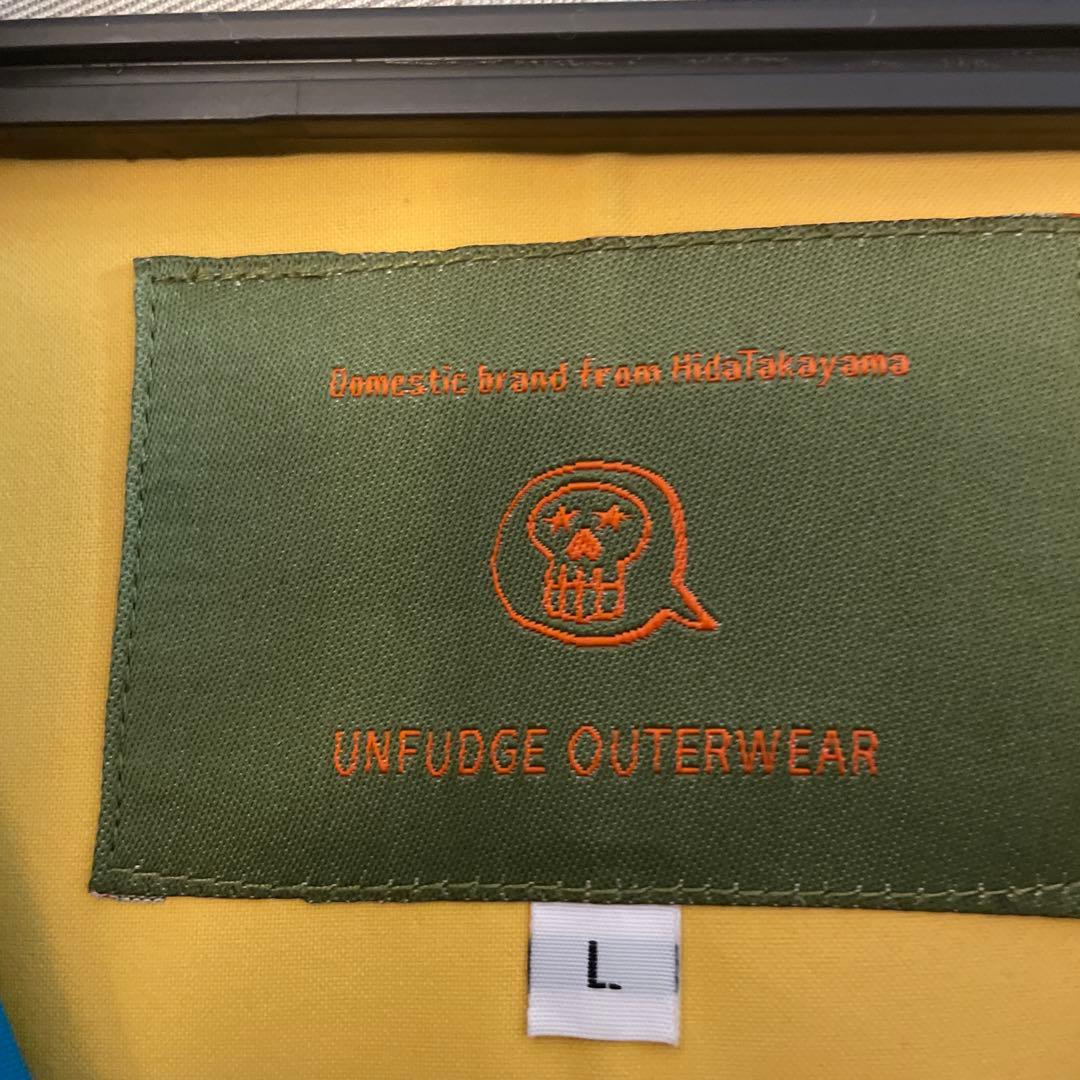 Domestic brand from HidaTakayama
UNFUDGE OUTERWEAR
L.